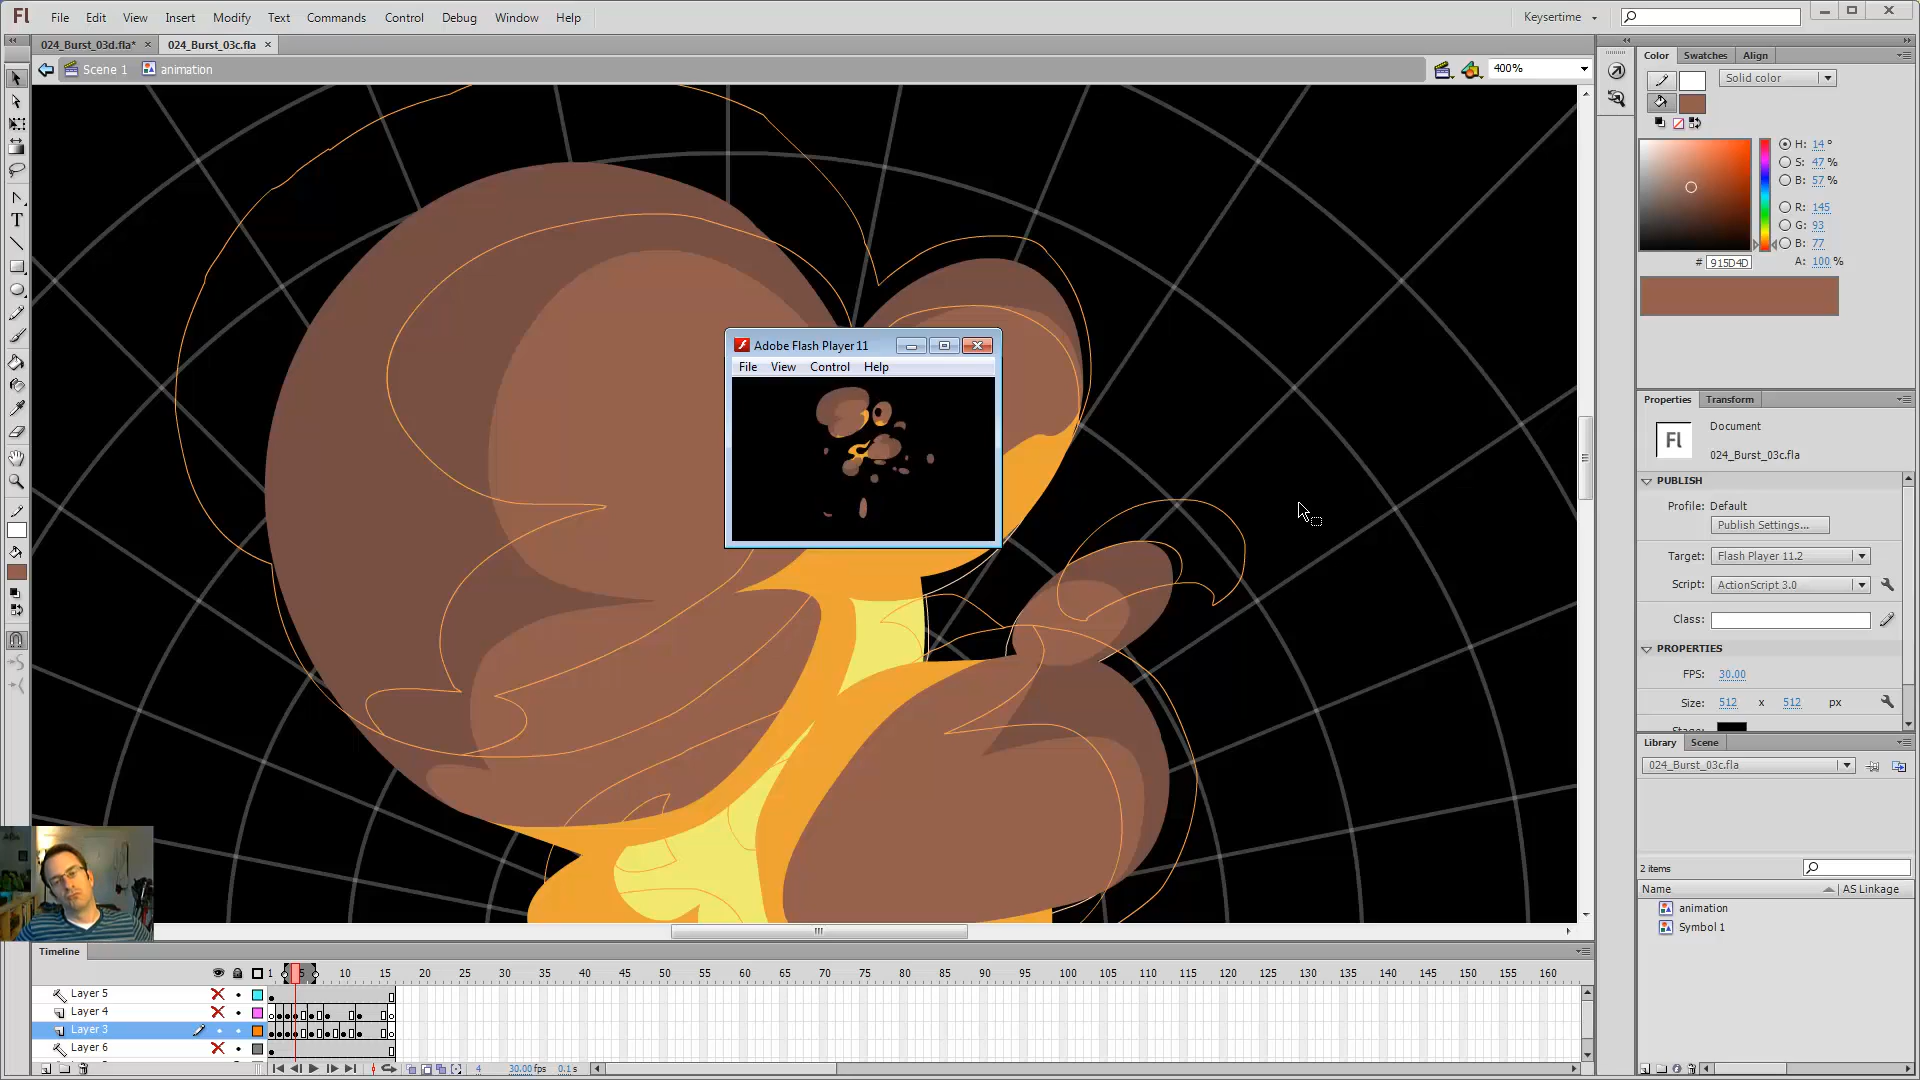 Fl File Edit View Insert Modify Text Commands Control Debug Window Help Keysertime
024_Burst_03d.fla* × 024_Burst_03c.fla ×
Scene 1 animation 400%
Color Swatches Align
Solid color
H: 14 °
S: 47 %
B: 57 %
R: 145
G: 93
B: 77
# 915D4D A: 100 %
Adobe Flash Player 11
File View Control Help
Properties Transform
Fl Document
024_Burst_03c.fla
PUBLISH
Profile: Default
Publish Settings...
Target: Flash Player 11.2
Script: ActionScript 3.0
Class:
PROPERTIES
FPS: 30.00
Size: 512 x 512 px
Library Scene
024_Burst_03c.fla
2 items
Name AS Linkage
animation
Symbol 1
Timeline
1 5 10 15 20 25 30 35 40 45 50 55 60 65 70 75 80 85 90 95 100 105 110 115 120 125 130 135 140 145 150 155 160
Layer 5
Layer 4
Layer 3
Layer 6
4 30.00 fps 0.1 s